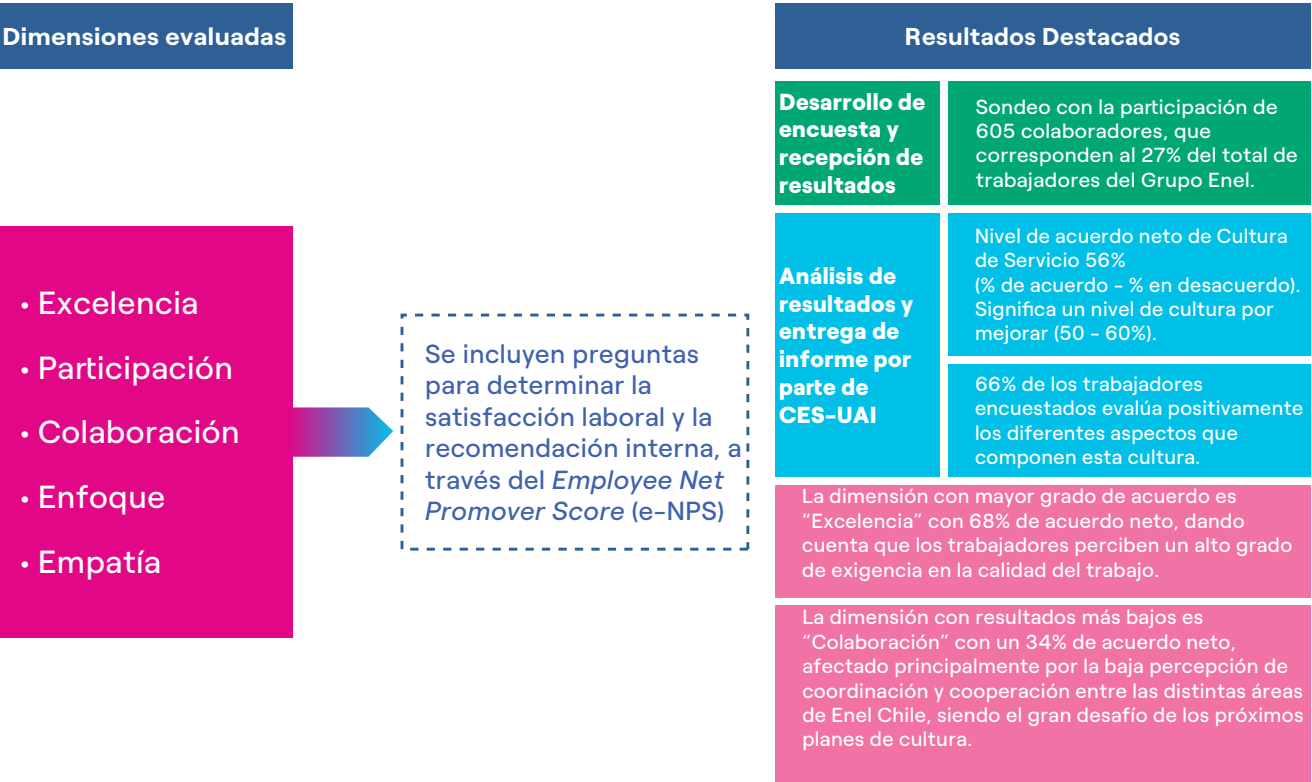 Dimensiones evaluadas
• Excelencia
• Participación
• Colaboración
• Enfoque
• Empatía
Se incluyen preguntas
para determinar la
satisfacción laboral y la
recomendación interna, a
través del Employee Net
Promover Score (e-NPS)
Resultados Destacados
Desarrollo de
encuesta y
recepción de
resultados
Sondeo con la participación de
605 colaboradores, que
corresponden al 27% del total de
trabajadores del Grupo Enel.
Análisis de
resultados y
entrega de
informe por
parte de
CES-UAI
Nivel de acuerdo neto de Cultura
de Servicio 56%
(% de acuerdo - % en desacuerdo).
Significa un nivel de cultura por
mejorar (50 - 60%).
66% de los trabajadores
encuestados evalúa positivamente
los diferentes aspectos que
componen esta cultura.
La dimensión con mayor grado de acuerdo es
“Excelencia” con 68% de acuerdo neto, dando
cuenta que los trabajadores perciben un alto grado
de exigencia en la calidad del trabajo.
La dimensión con resultados más bajos es
“Colaboración” con un 34% de acuerdo neto,
afectado principalmente por la baja percepción de
coordinación y cooperación entre las distintas áreas
de Enel Chile, siendo el gran desafío de los próximos
planes de cultura.